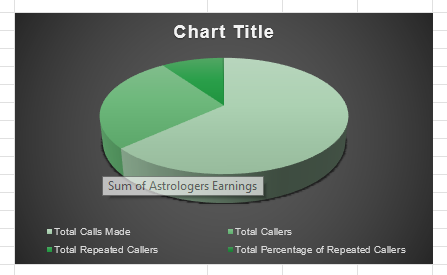 Chart Title
Sum of Astrologers Earnings
Total Calls Made
Total Callers
Total Repeated Callers
Total Percentage of Repeated Callers